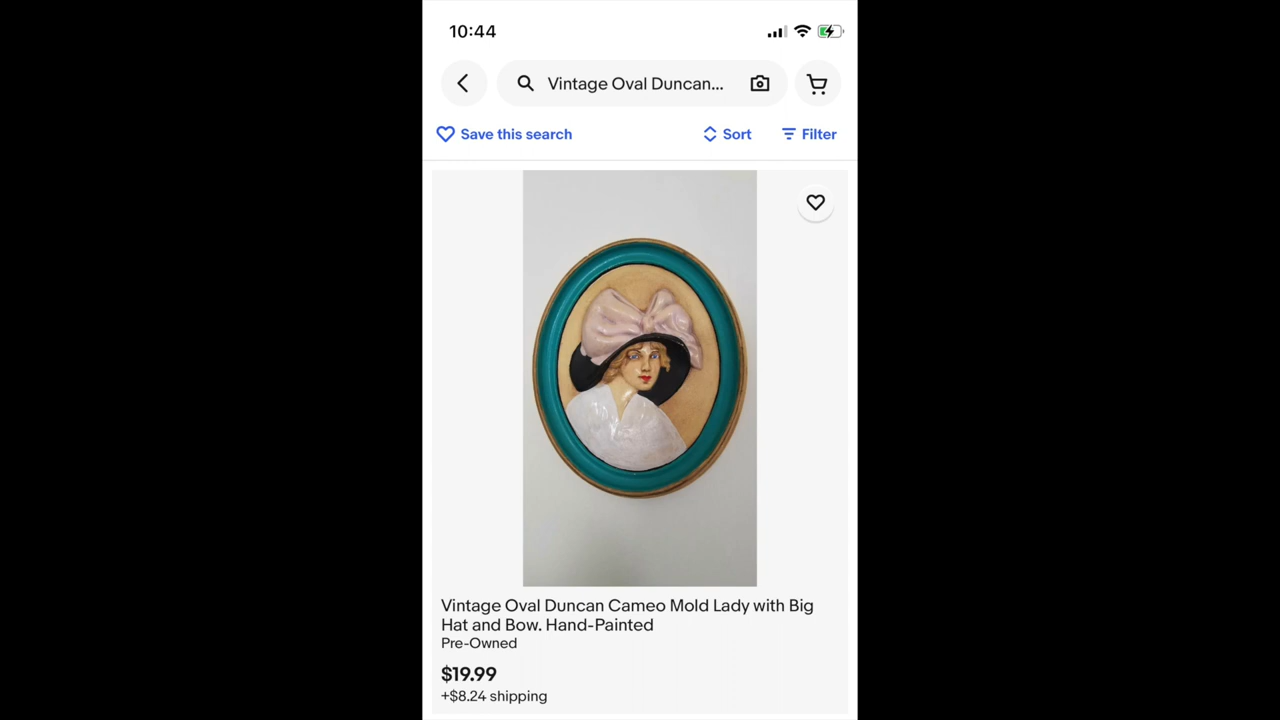 10:44
Vintage Oval Duncan...
Save this search
Sort
Filter
Vintage Oval Duncan Cameo Mold Lady with Big
Hat and Bow. Hand-Painted
Pre-Owned
$19.99
+$8.24 shipping